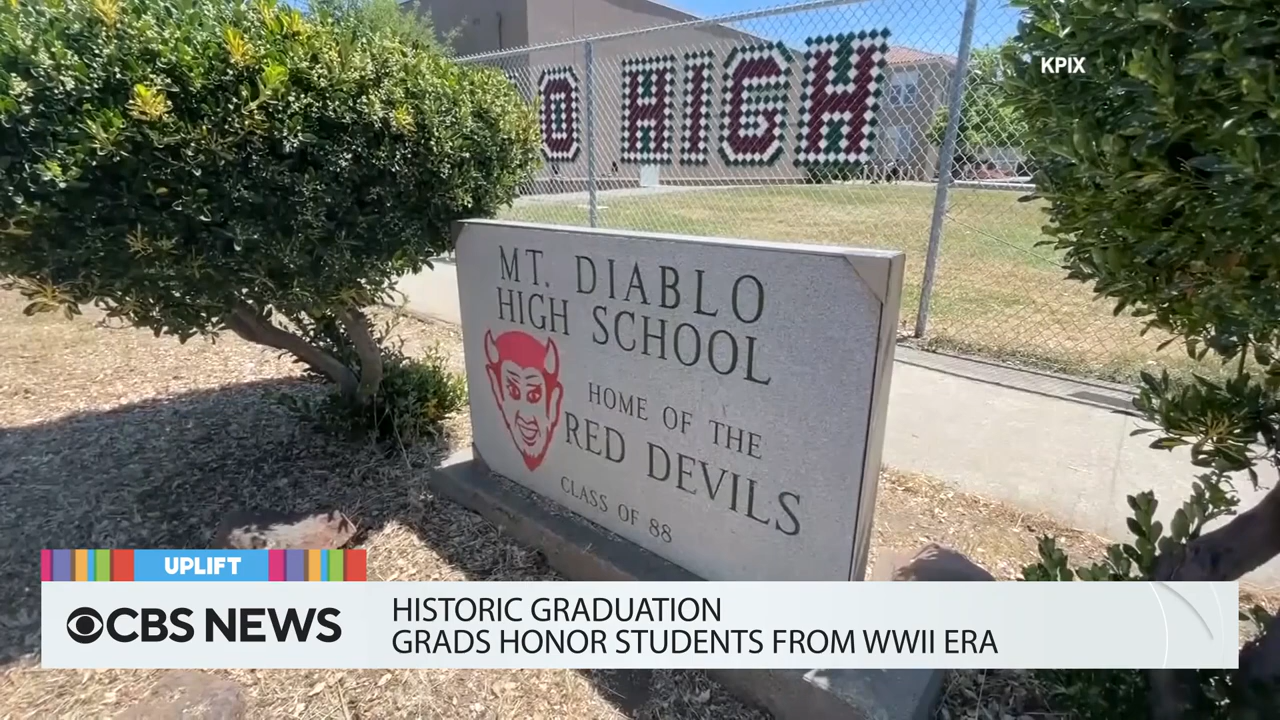 KPIX
O HIGH
MT. DIABLO
HIGH SCHOOL
HOME OF THE
RED DEVILS
CLASS OF 88
UPLIFT
CBS NEWS
HISTORIC GRADUATION
GRADS HONOR STUDENTS FROM WWII ERA